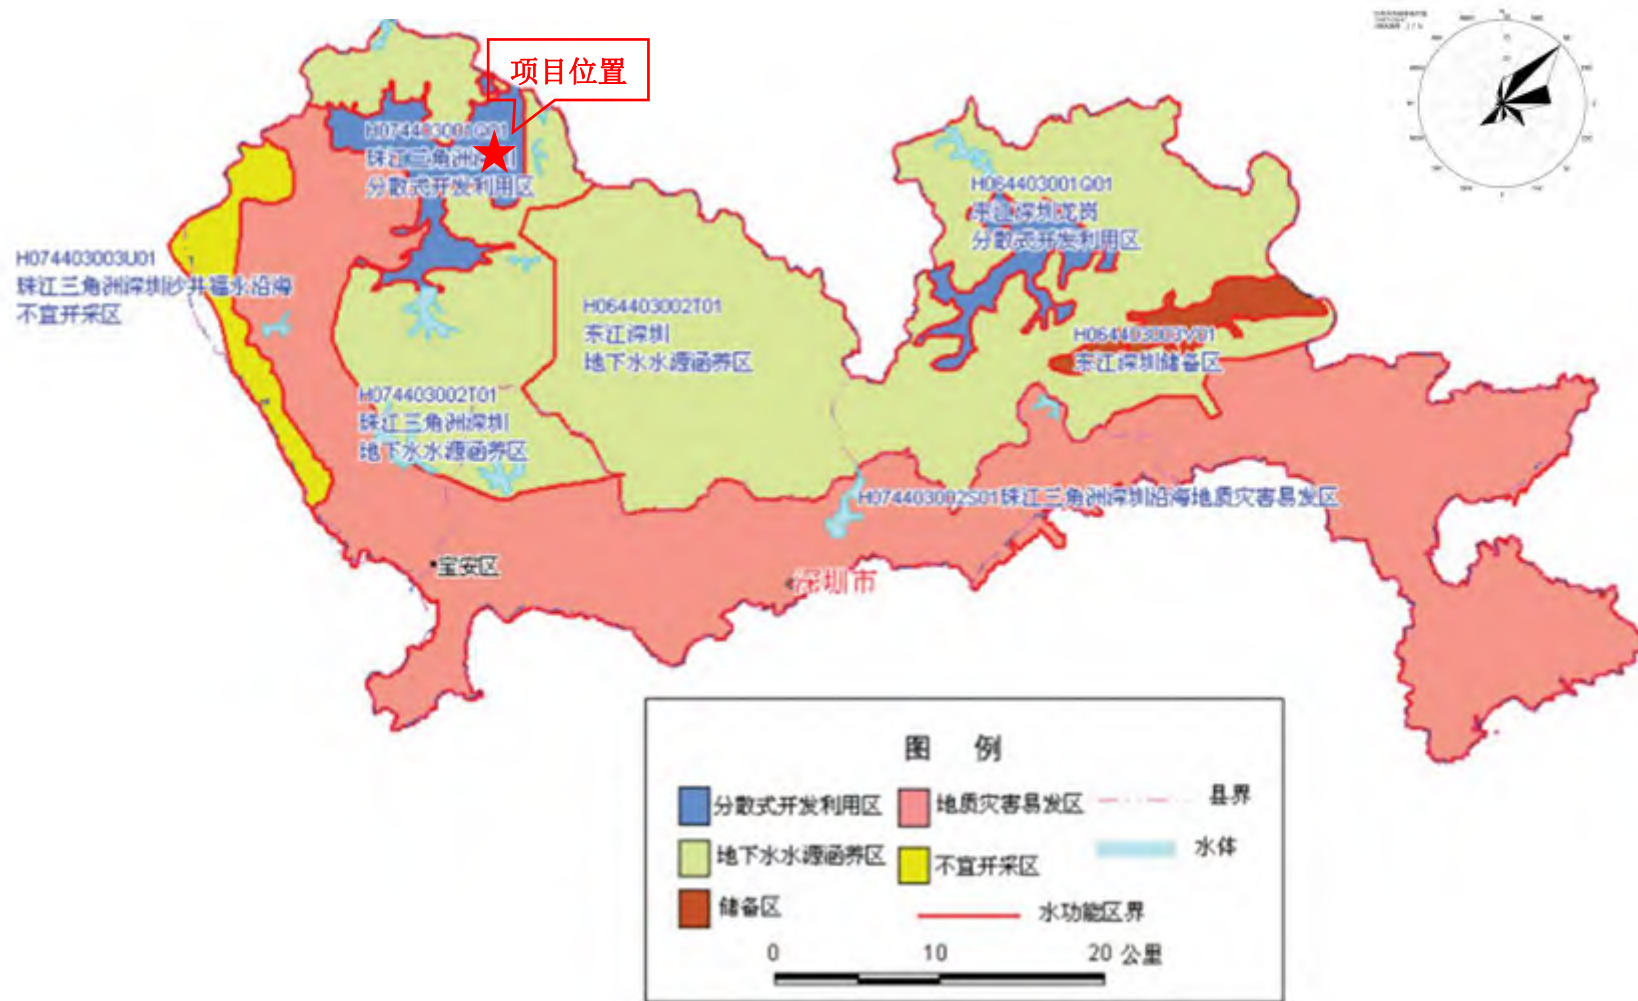 项目位置
H074403001Q01
珠江三角洲深圳
分散式开发利用区
H064403001Q01
东江深圳龙岗
分散式开发利用区
H074403003U01
珠江三角洲深圳沙井福永沿海
不宜开采区
H064403002T01
东江深圳
地下水水源涵养区
H064403003V01
东江深圳储备区
H074403002T01
珠江三角洲深圳
地下水水源涵养区
H074403002S01珠江三角洲深圳沿海地质灾害易发区
宝安区
深圳市
图 例
分散式开发利用区
地质灾害易发区
县界
地下水水源涵养区
不宜开采区
水体
储备区
水功能区界
0 10 20 公里